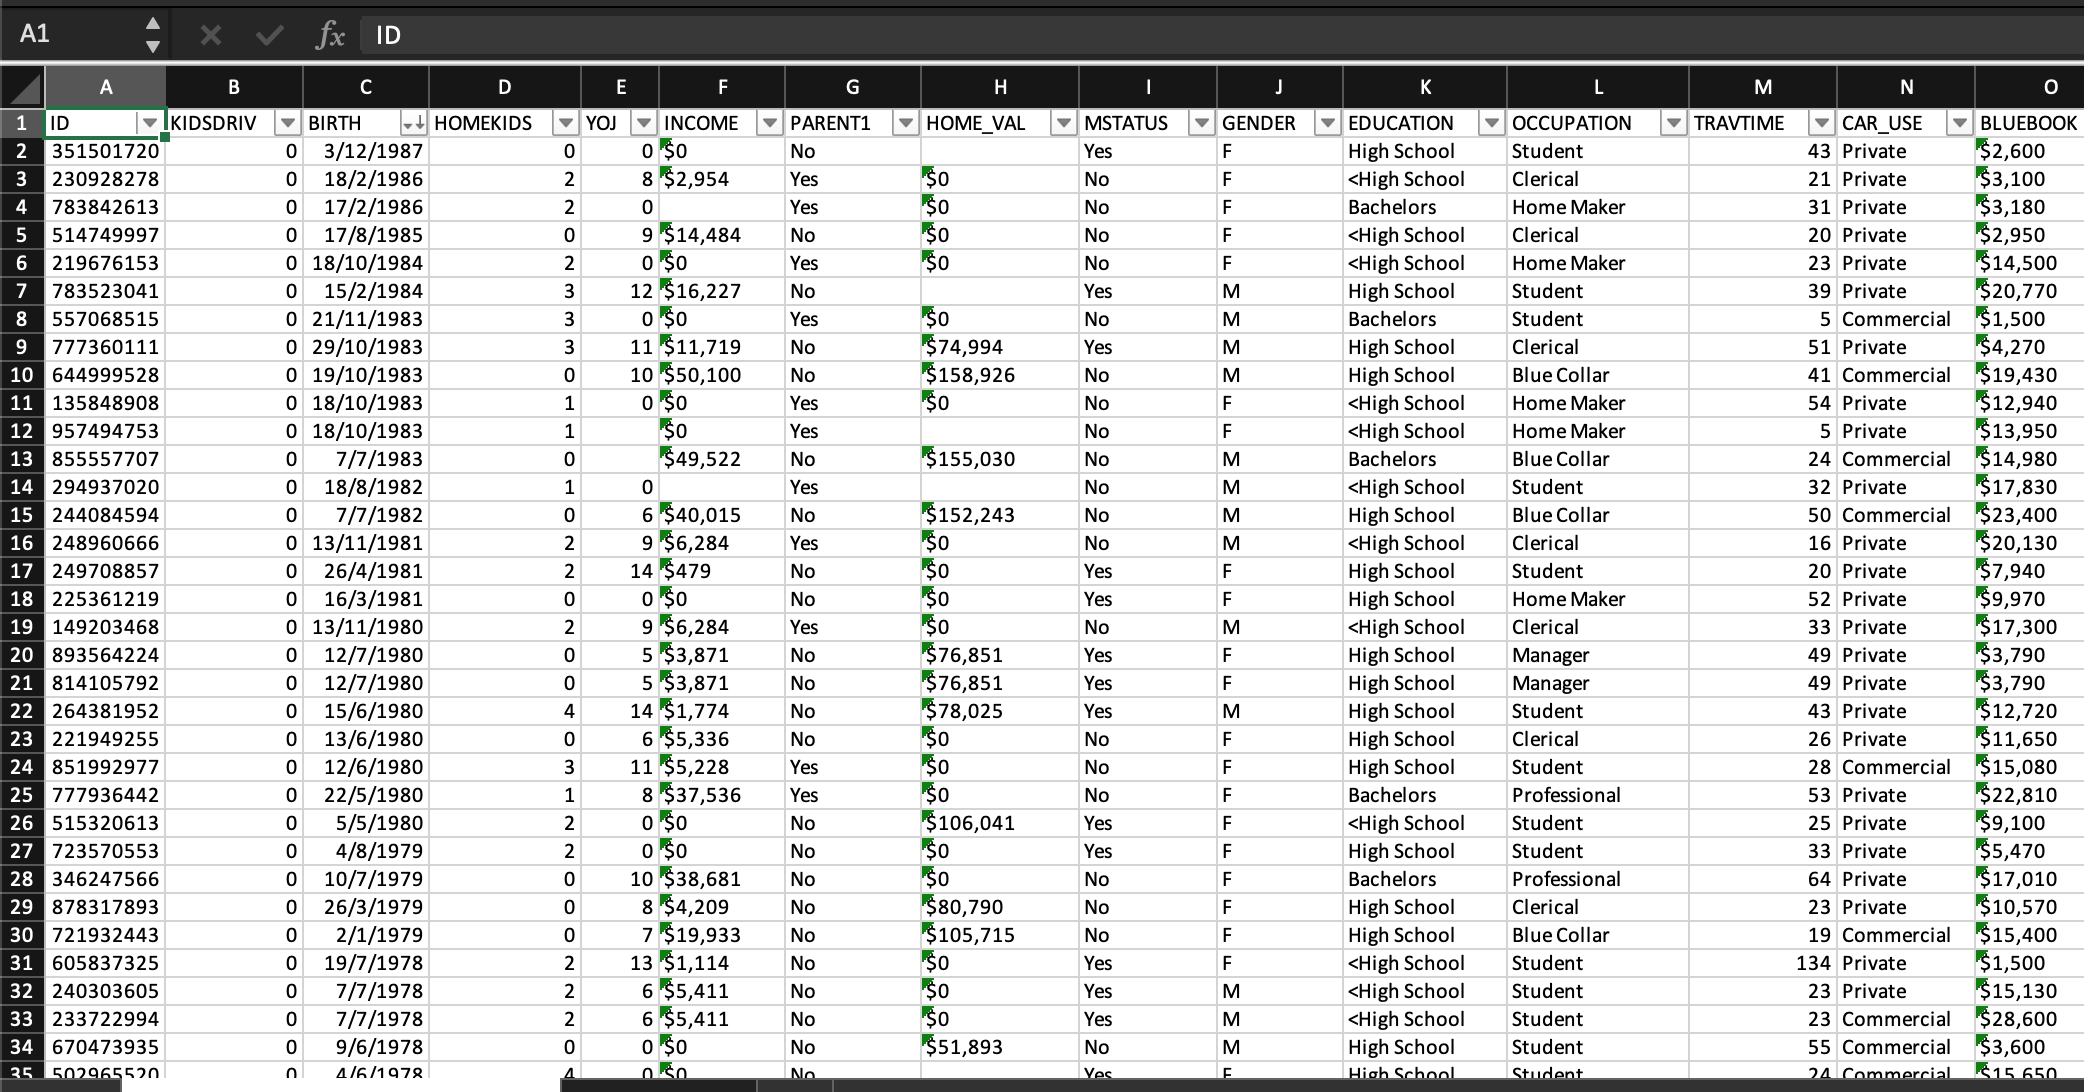 A1 fx ID
A B C D E F G H I J K L M N O
1 ID KIDSDRIV BIRTH HOMEKIDS YOJ INCOME PARENT1 HOME_VAL MSTATUS GENDER EDUCATION OCCUPATION TRAVTIME CAR_USE BLUEBOOK
2 351501720 0 3/12/1987 0 0 $0 No Yes F High School Student 43 Private $2,600
3 230928278 0 18/2/1986 2 8 $2,954 Yes $0 No F <High School Clerical 21 Private $3,100
4 783842613 0 17/2/1986 2 0 Yes $0 No F Bachelors Home Maker 31 Private $3,180
5 514749997 0 17/8/1985 0 9 $14,484 No $0 No F <High School Clerical 20 Private $2,950
6 219676153 0 18/10/1984 2 0 $0 Yes $0 No F <High School Home Maker 23 Private $14,500
7 783523041 0 15/2/1984 3 12 $16,227 No Yes M High School Student 39 Private $20,770
8 557068515 0 21/11/1983 3 0 $0 Yes $0 No M Bachelors Student 5 Commercial $1,500
9 777360111 0 29/10/1983 3 11 $11,719 No $74,994 Yes M High School Clerical 51 Private $4,270
10 644999528 0 19/10/1983 0 10 $50,100 No $158,926 No M High School Blue Collar 41 Commercial $19,430
11 135848908 0 18/10/1983 1 0 $0 Yes $0 No F <High School Home Maker 54 Private $12,940
12 957494753 0 18/10/1983 1 $0 Yes No F <High School Home Maker 5 Private $13,950
13 855557707 0 7/7/1983 0 $49,522 No $155,030 No M Bachelors Blue Collar 24 Commercial $14,980
14 294937020 0 18/8/1982 1 0 Yes No M <High School Student 32 Private $17,830
15 244084594 0 7/7/1982 0 6 $40,015 No $152,243 No M High School Blue Collar 50 Commercial $23,400
16 248960666 0 13/11/1981 2 9 $6,284 Yes $0 No M <High School Clerical 16 Private $20,130
17 249708857 0 26/4/1981 2 14 $479 No $0 Yes F High School Student 20 Private $7,940
18 225361219 0 16/3/1981 0 0 $0 No $0 Yes F High School Home Maker 52 Private $9,970
19 149203468 0 13/11/1980 2 9 $6,284 Yes $0 No M <High School Clerical 33 Private $17,300
20 893564224 0 12/7/1980 0 5 $3,871 No $76,851 Yes F High School Manager 49 Private $3,790
21 814105792 0 12/7/1980 0 5 $3,871 No $76,851 Yes F High School Manager 49 Private $3,790
22 264381952 0 15/6/1980 4 14 $1,774 No $78,025 Yes M High School Student 43 Private $12,720
23 221949255 0 13/6/1980 0 6 $5,336 No $0 No F High School Clerical 26 Private $11,650
24 851992977 0 12/6/1980 3 11 $5,228 Yes $0 No F High School Student 28 Commercial $15,080
25 777936442 0 22/5/1980 1 8 $37,536 Yes $0 No F Bachelors Professional 53 Private $22,810
26 515320613 0 5/5/1980 2 0 $0 No $106,041 Yes F <High School Student 25 Private $9,100
27 723570553 0 4/8/1979 2 0 $0 No $0 Yes F High School Student 33 Private $5,470
28 346247566 0 10/7/1979 0 10 $38,681 No $0 No F Bachelors Professional 64 Private $17,010
29 878317893 0 26/3/1979 0 8 $4,209 No $80,790 No F High School Clerical 23 Private $10,570
30 721932443 0 2/1/1979 0 7 $19,933 No $105,715 No F High School Blue Collar 19 Commercial $15,400
31 605837325 0 19/7/1978 2 13 $1,114 No $0 Yes F <High School Student 134 Private $1,500
32 240303605 0 7/7/1978 2 6 $5,411 No $0 Yes M <High School Student 23 Private $15,130
33 233722994 0 7/7/1978 2 6 $5,411 No $0 Yes M <High School Student 23 Commercial $28,600
34 670473935 0 9/6/1978 0 0 $0 No $51,893 No M High School Student 55 Commercial $3,600
35 502965520 0 4/6/1978 4 0 $0 No Yes F High School Student 24 Commercial $15,650